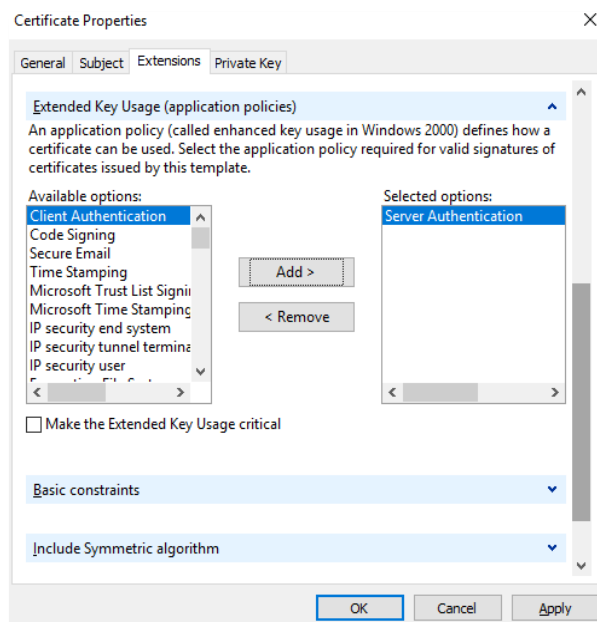 Certificate Properties
General Subject Extensions Private Key
Extended Key Usage (application policies)
An application policy (called enhanced key usage in Windows 2000) defines how a
certificate can be used. Select the application policy required for valid signatures of
certificates issued by this template.
Available options:
Client Authentication
Code Signing
Secure Email
Time Stamping
Microsoft Trust List Signi
Microsoft Time Stamping
IP security end system
IP security tunnel termina
IP security user
Add >
< Remove
Selected options:
Server Authentication
Make the Extended Key Usage critical
Basic constraints
Include Symmetric algorithm
OK Cancel Apply